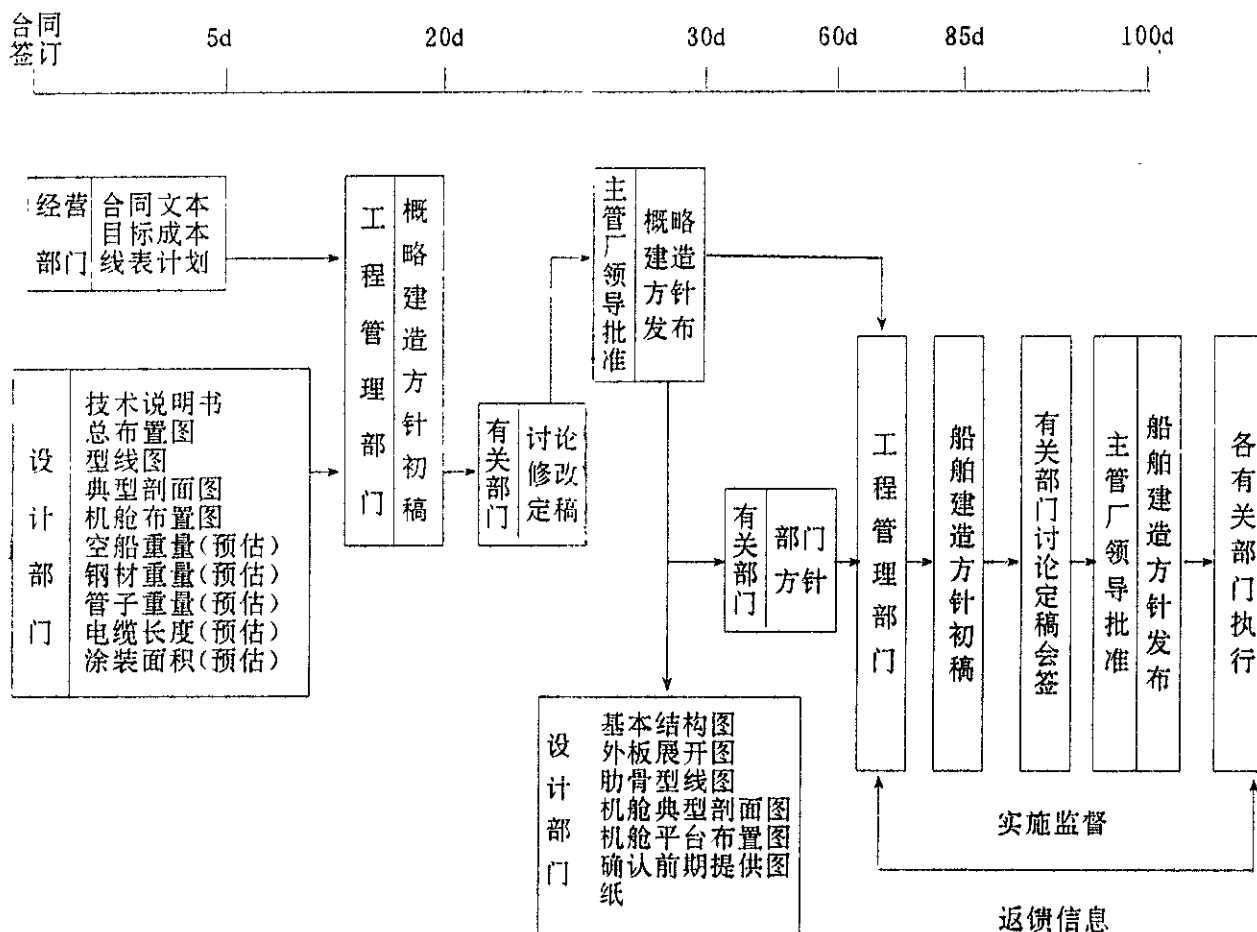 合同
签订
5d
20d
30d
60d
85d
100d
经营
部门
合同文本
目标成本
线表计划
设计部门
技术说明书
总布置图
型线图
典型剖面图
机舱布置图
空船重量(预估)
钢材重量(预估)
管子重量(预估)
电缆长度(预估)
涂装面积(预估)
工程管理部门
概略建造方针初稿
有关部门
讨论
修改
定稿
主管厂领导批准
概略
建造
方针
发布
有关部门
部门
方针
设计部门
基本结构图
外板展开图
肋骨型线图
机舱典型剖面图
机舱平台布置图
确认前期提供图
纸
工程管理部门
船舶建造方针初稿
有关部门讨论定稿会签
主管厂领导批准
船舶建造方针发布
各有关部门执行
实施监督
返馈信息